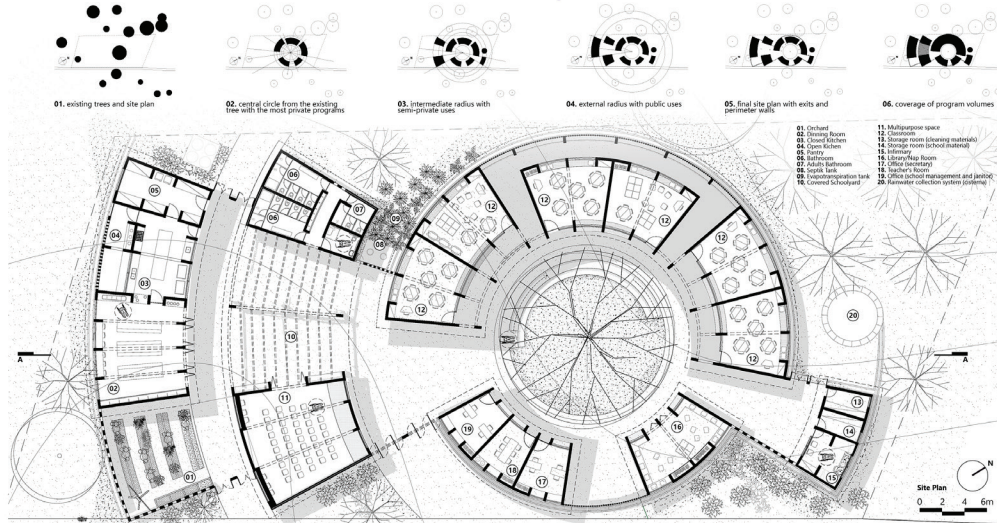 01. existing trees and site plan
02. central circle from the existing
tree with the most private programs
03. intermediate radius with
semi-private uses
04. external radius with public uses
05. final site plan with exits and
perimeter walls
06. coverage of program volumes
01. Orchard
02. Dinning Room
03. Closed Kitchen
04. Open Kichen
05. Pantry
06. Bathroom
07. Adults Bathroom
08. Septik Tank
09. Evapotranspiration tank
10. Covered Schoolyard
11. Multipurpose space
12. Classroom
13. Storage room (cleaning materials)
14. Storage room (school material)
15. Infirmary
16. Library/Nap Room
17. Office (secretary)
18. Teacher's Room
19. Office (school management and janitor)
20. Rainwater collection system (cisterna)
06
05
12
12
12
07
06
09
04
12
08
03
12
20
10
12
A
A
02
11
13
16
14
19
18
17
15
01
N
Site Plan
0 2 4 6m